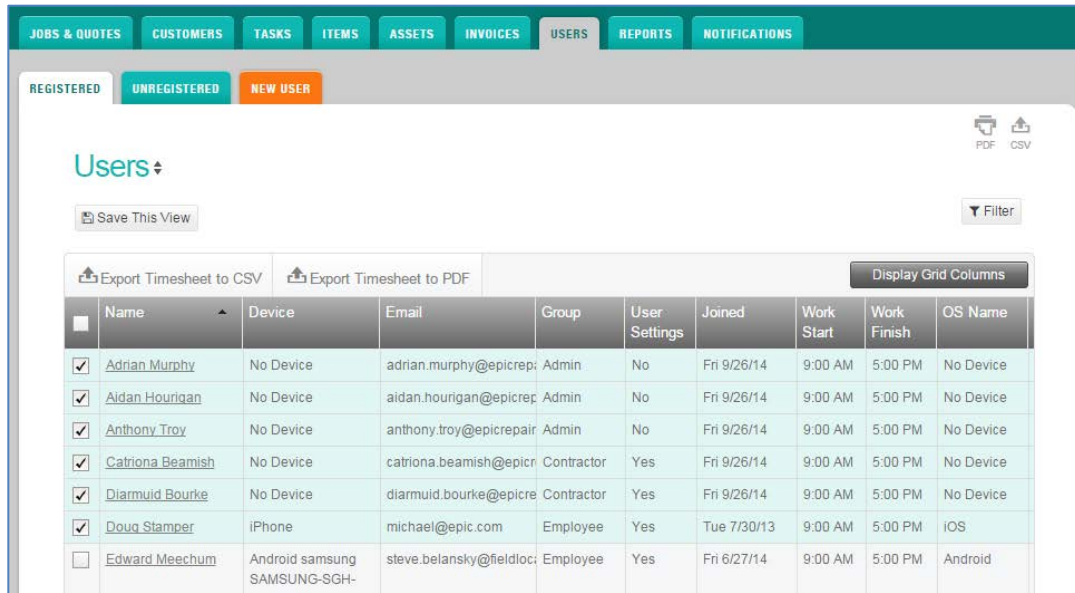 JOBS & QUOTES CUSTOMERS TASKS ITEMS ASSETS INVOICES USERS REPORTS NOTIFICATIONS
REGISTERED UNREGISTERED NEW USER
PDF CSV
Users
Save This View Filter
Export Timesheet to CSV Export Timesheet to PDF Display Grid Columns
Name Device Email Group User Settings Joined Work Start Work Finish OS Name
Adrian Murphy No Device adrian.murphy@epicrepa Admin No Fri 9/26/14 9:00 AM 5:00 PM No Device
Aidan Hourigan No Device aidan.hourigan@epicrep Admin No Fri 9/26/14 9:00 AM 5:00 PM No Device
Anthony Troy No Device anthony.troy@epicrepair Admin No Fri 9/26/14 9:00 AM 5:00 PM No Device
Catriona Beamish No Device catriona.beamish@epicr Contractor Yes Fri 9/26/14 9:00 AM 5:00 PM No Device
Diarmuid Bourke No Device diarmuid.bourke@epicre Contractor Yes Fri 9/26/14 9:00 AM 5:00 PM No Device
Doug Stamper iPhone michael@epic.com Employee Yes Tue 7/30/13 9:00 AM 5:00 PM iOS
Edward Meechum Android samsung steve.belansky@fieldloca Employee Yes Fri 6/27/14 9:00 AM 5:00 PM Android
SAMSUNG-SGH-